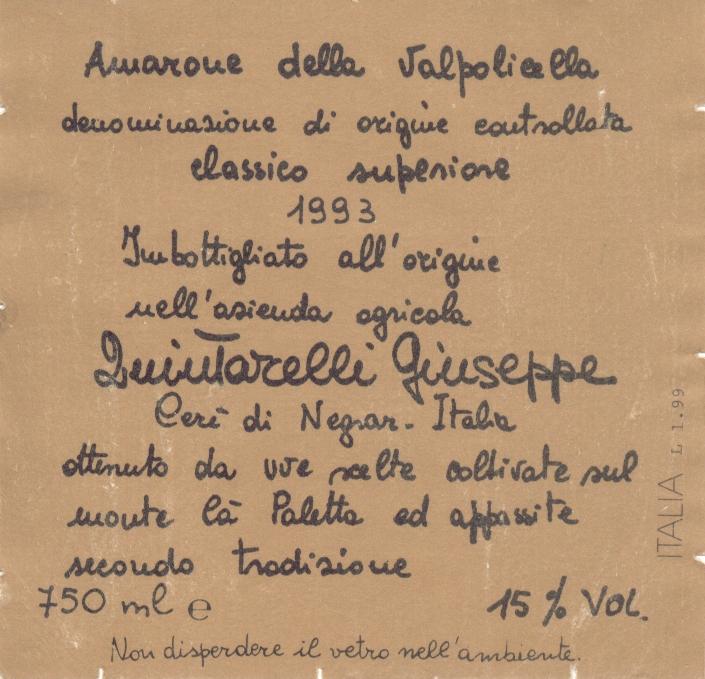 Amarone della Valpolicella
denominazione di origine controllata
classico superiore
1993
Imbottigliato all'origine
nell'azienda agricola
Quintarelli Giuseppe
Cerè di Negrar - Italia
ottenuto da uve scelte coltivate sul
monte Cà Paletta ed appassite
secondo tradizione
750 ml e
15 % VOL.
Non disperdere il vetro nell'ambiente.
ITALIA L 1.99